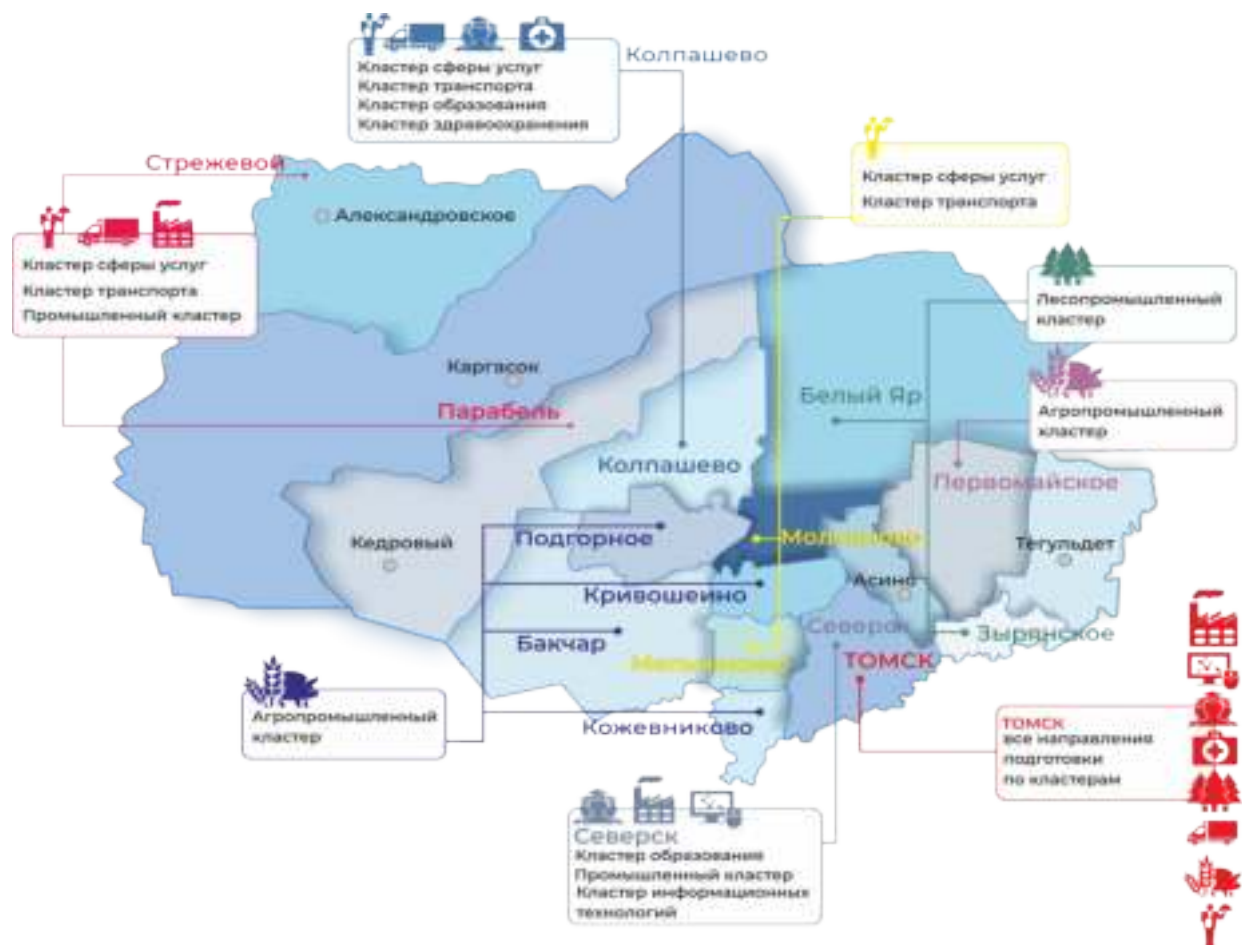 Колпашево
Кластер сферы услуг
Кластер транспорта
Кластер образования
Кластер здравоохранения
Стрежевой
Кластер сферы услуг
Кластер транспорта
Александровское
Кластер сферы услуг
Кластер транспорта
Промышленный кластер
Лесопромышленный
кластер
Каргасок
Парабель
Белый Яр
Агропромышленный
кластер
Колпашево
Первомайское
Подгорное
Молчаново
Кедровый
Тегульдет
Асино
Кривошеино
Северск
Зырянское
Бакчар
Мельниково
ТОМСК
Агропромышленный
кластер
Кожевниково
ТОМСК
все направления
подготовки
по кластерам
Северск
Кластер образования
Промышленный кластер
Кластер информационных
технологий